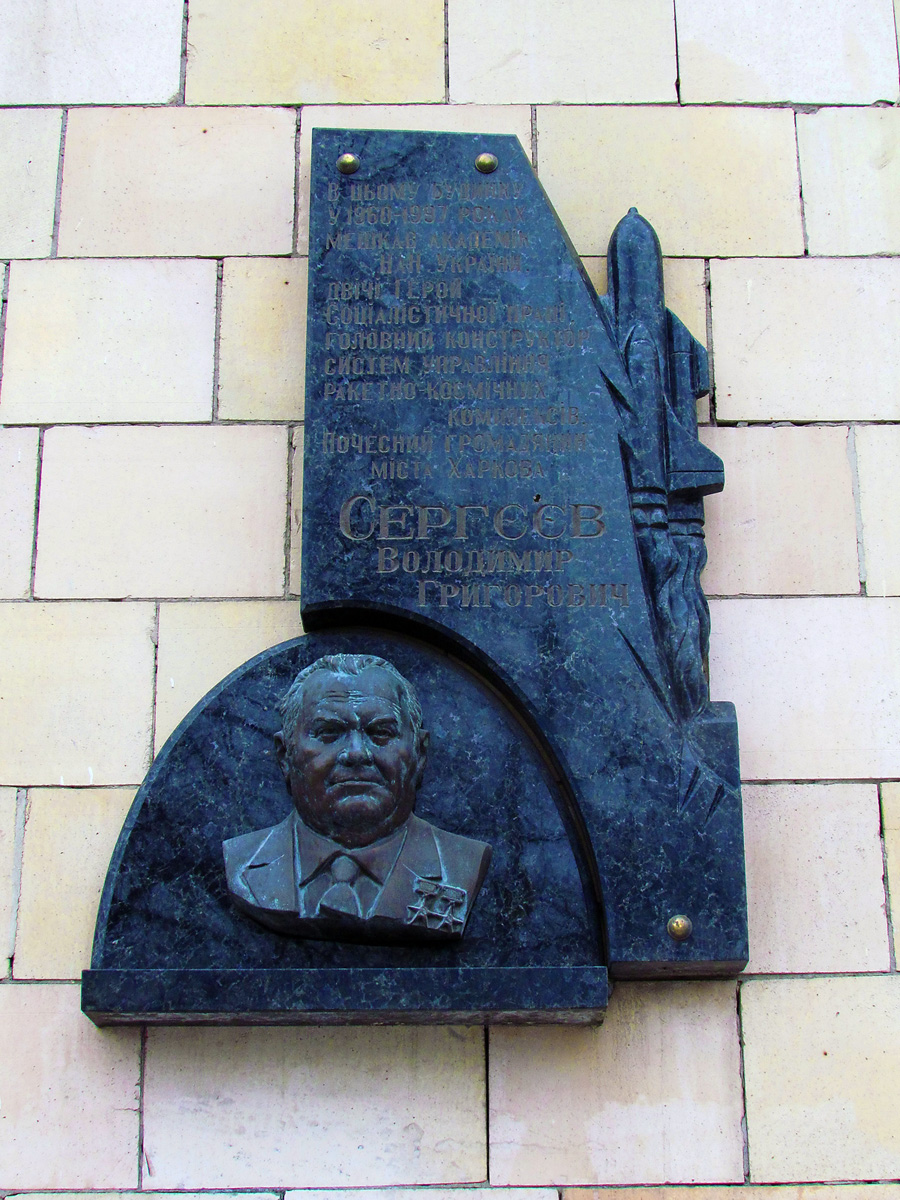 В цьому будинку
у 1960-1997 роках
мешкав академік
НАН України
двічі Герой
Соціалістичної праці,
головний конструктор
систем управління
ракетно-космічних
комплексів,
Почесний громадянин
міста Харкова
Сергєєв
Володимир
Григорович